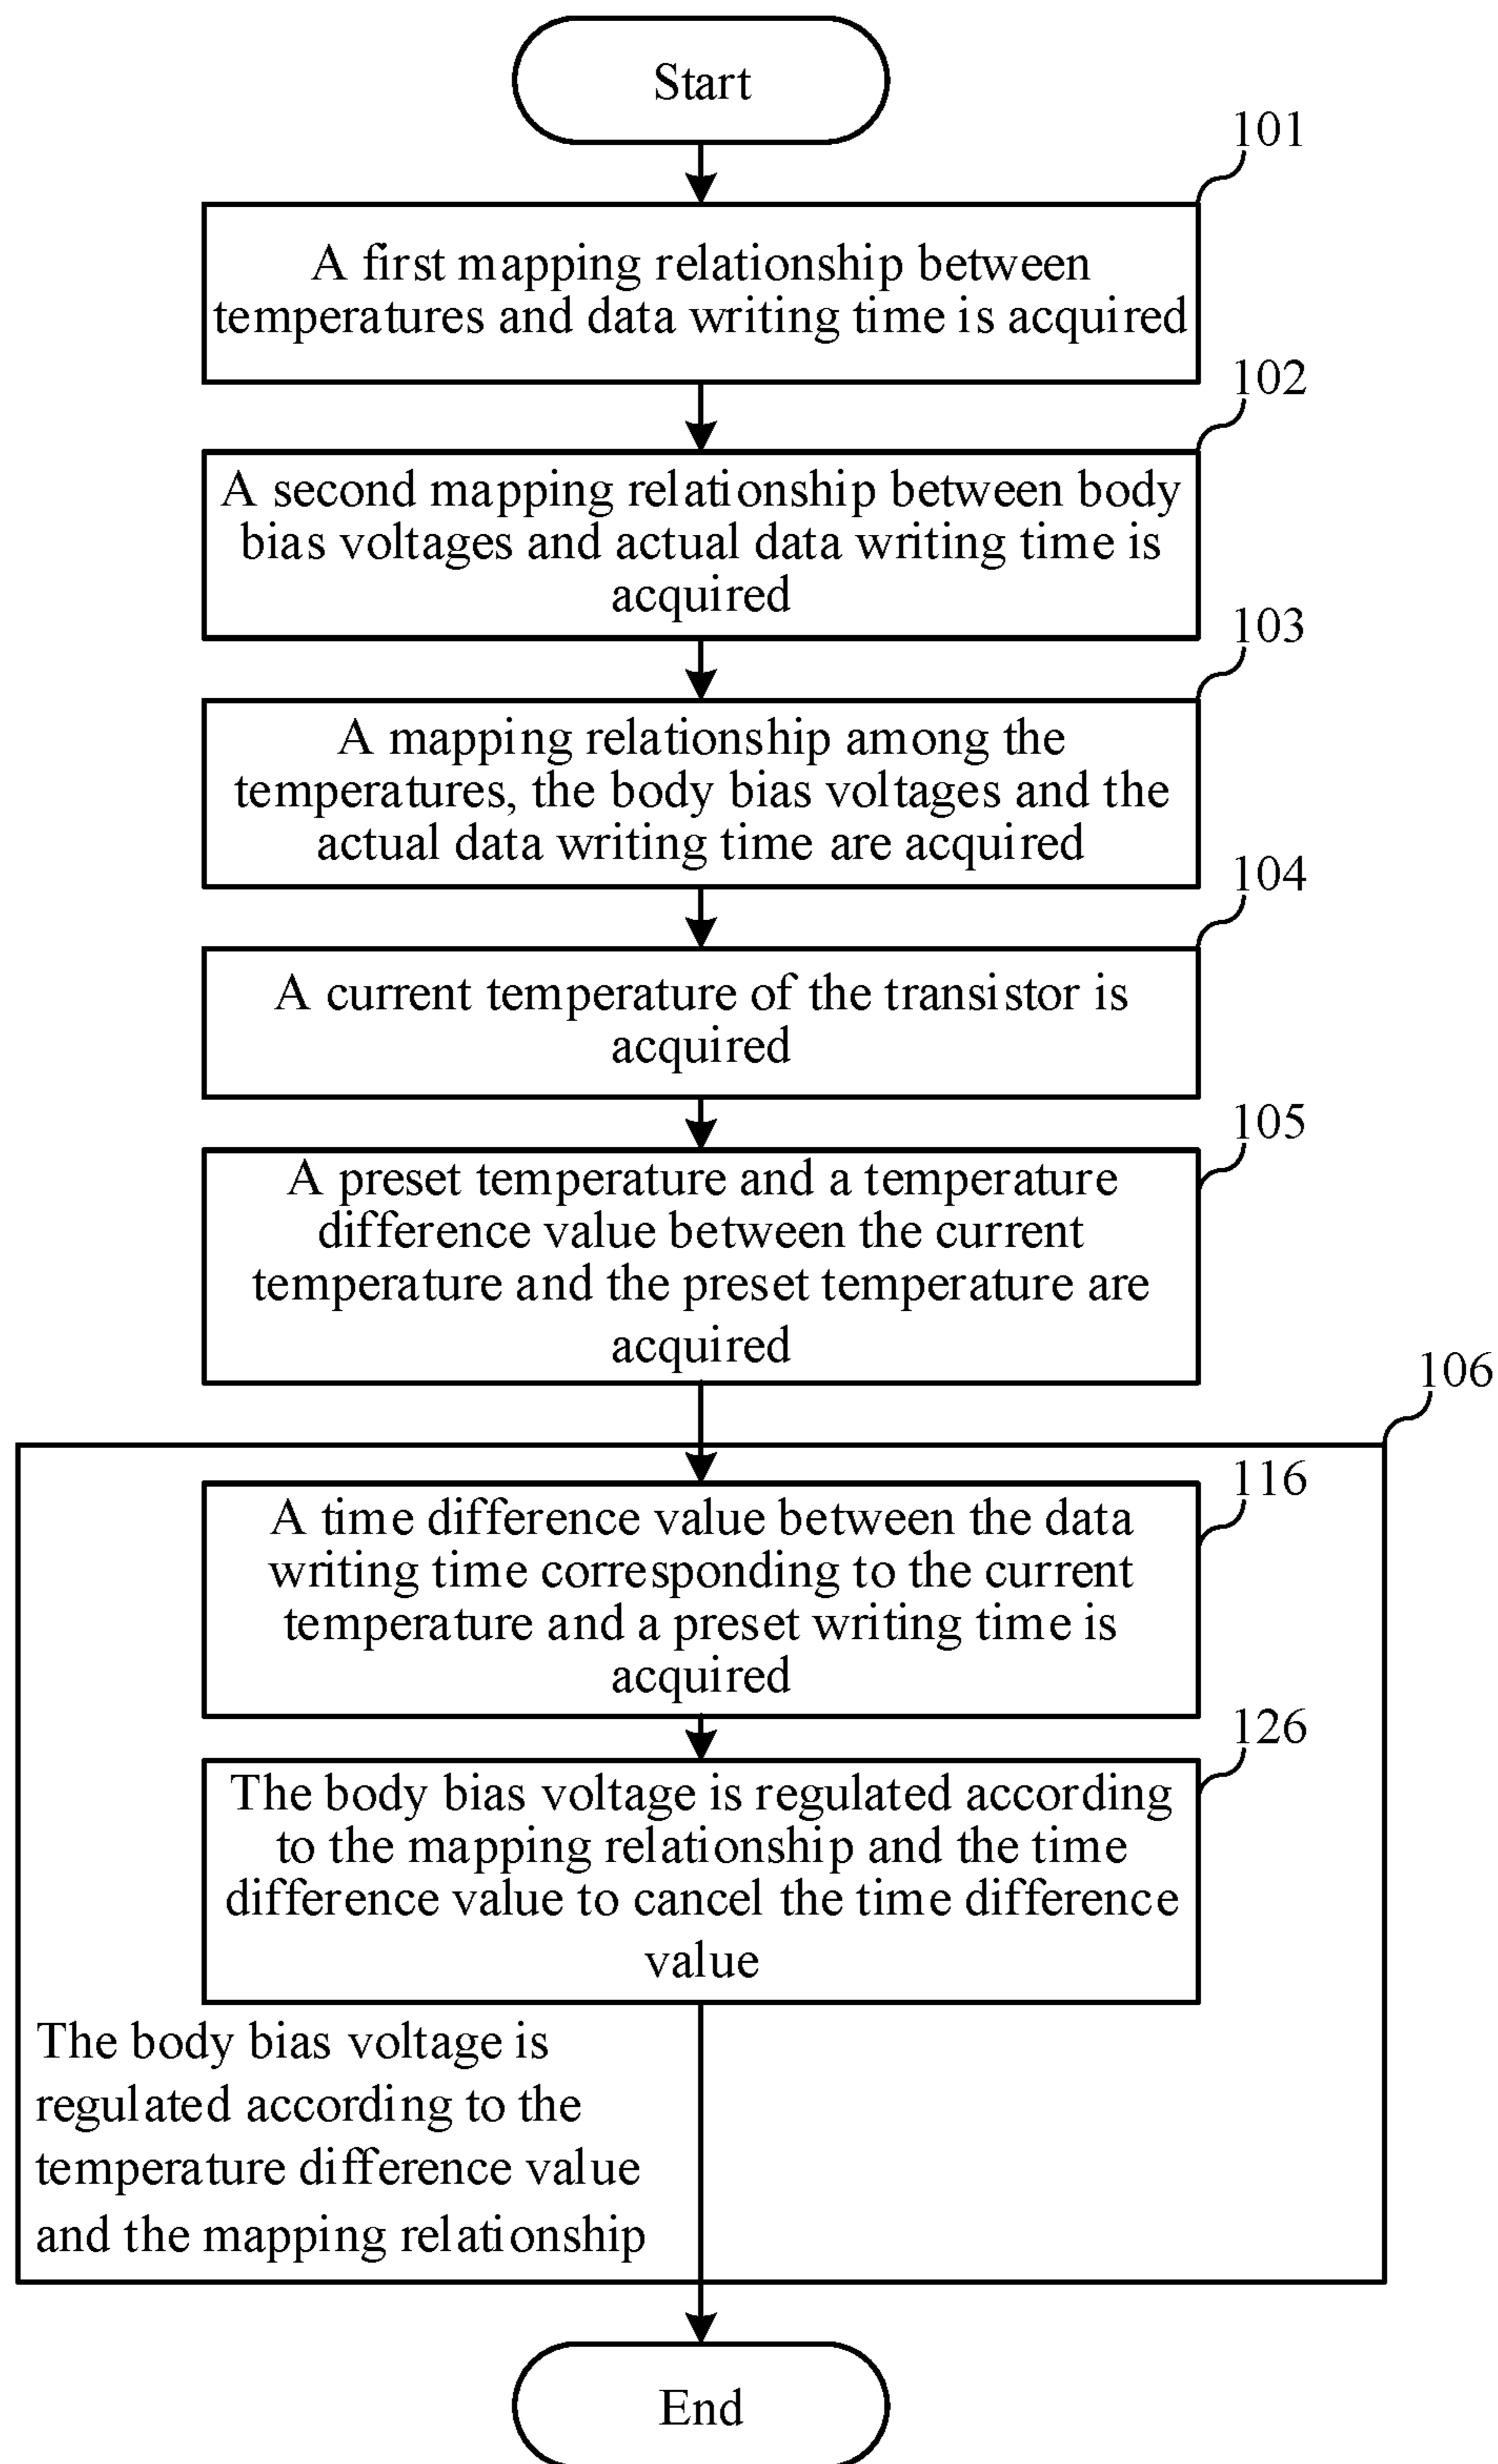 Start
101
A first mapping relationship between
temperatures and data writing time is acquired
102
A second mapping relationship between body
bias voltages and actual data writing time is
acquired
103
A mapping relationship among the
temperatures, the body bias voltages and the
actual data writing time are acquired
104
A current temperature of the transistor is
acquired
105
A preset temperature and a temperature
difference value between the current
temperature and the preset temperature are
acquired
106
116
A time difference value between the data
writing time corresponding to the current
temperature and a preset writing time is
acquired
126
The body bias voltage is regulated according
to the mapping relationship and the time
difference value to cancel the time difference
value
The body bias voltage is
regulated according to the
temperature difference value
and the mapping relationship
End